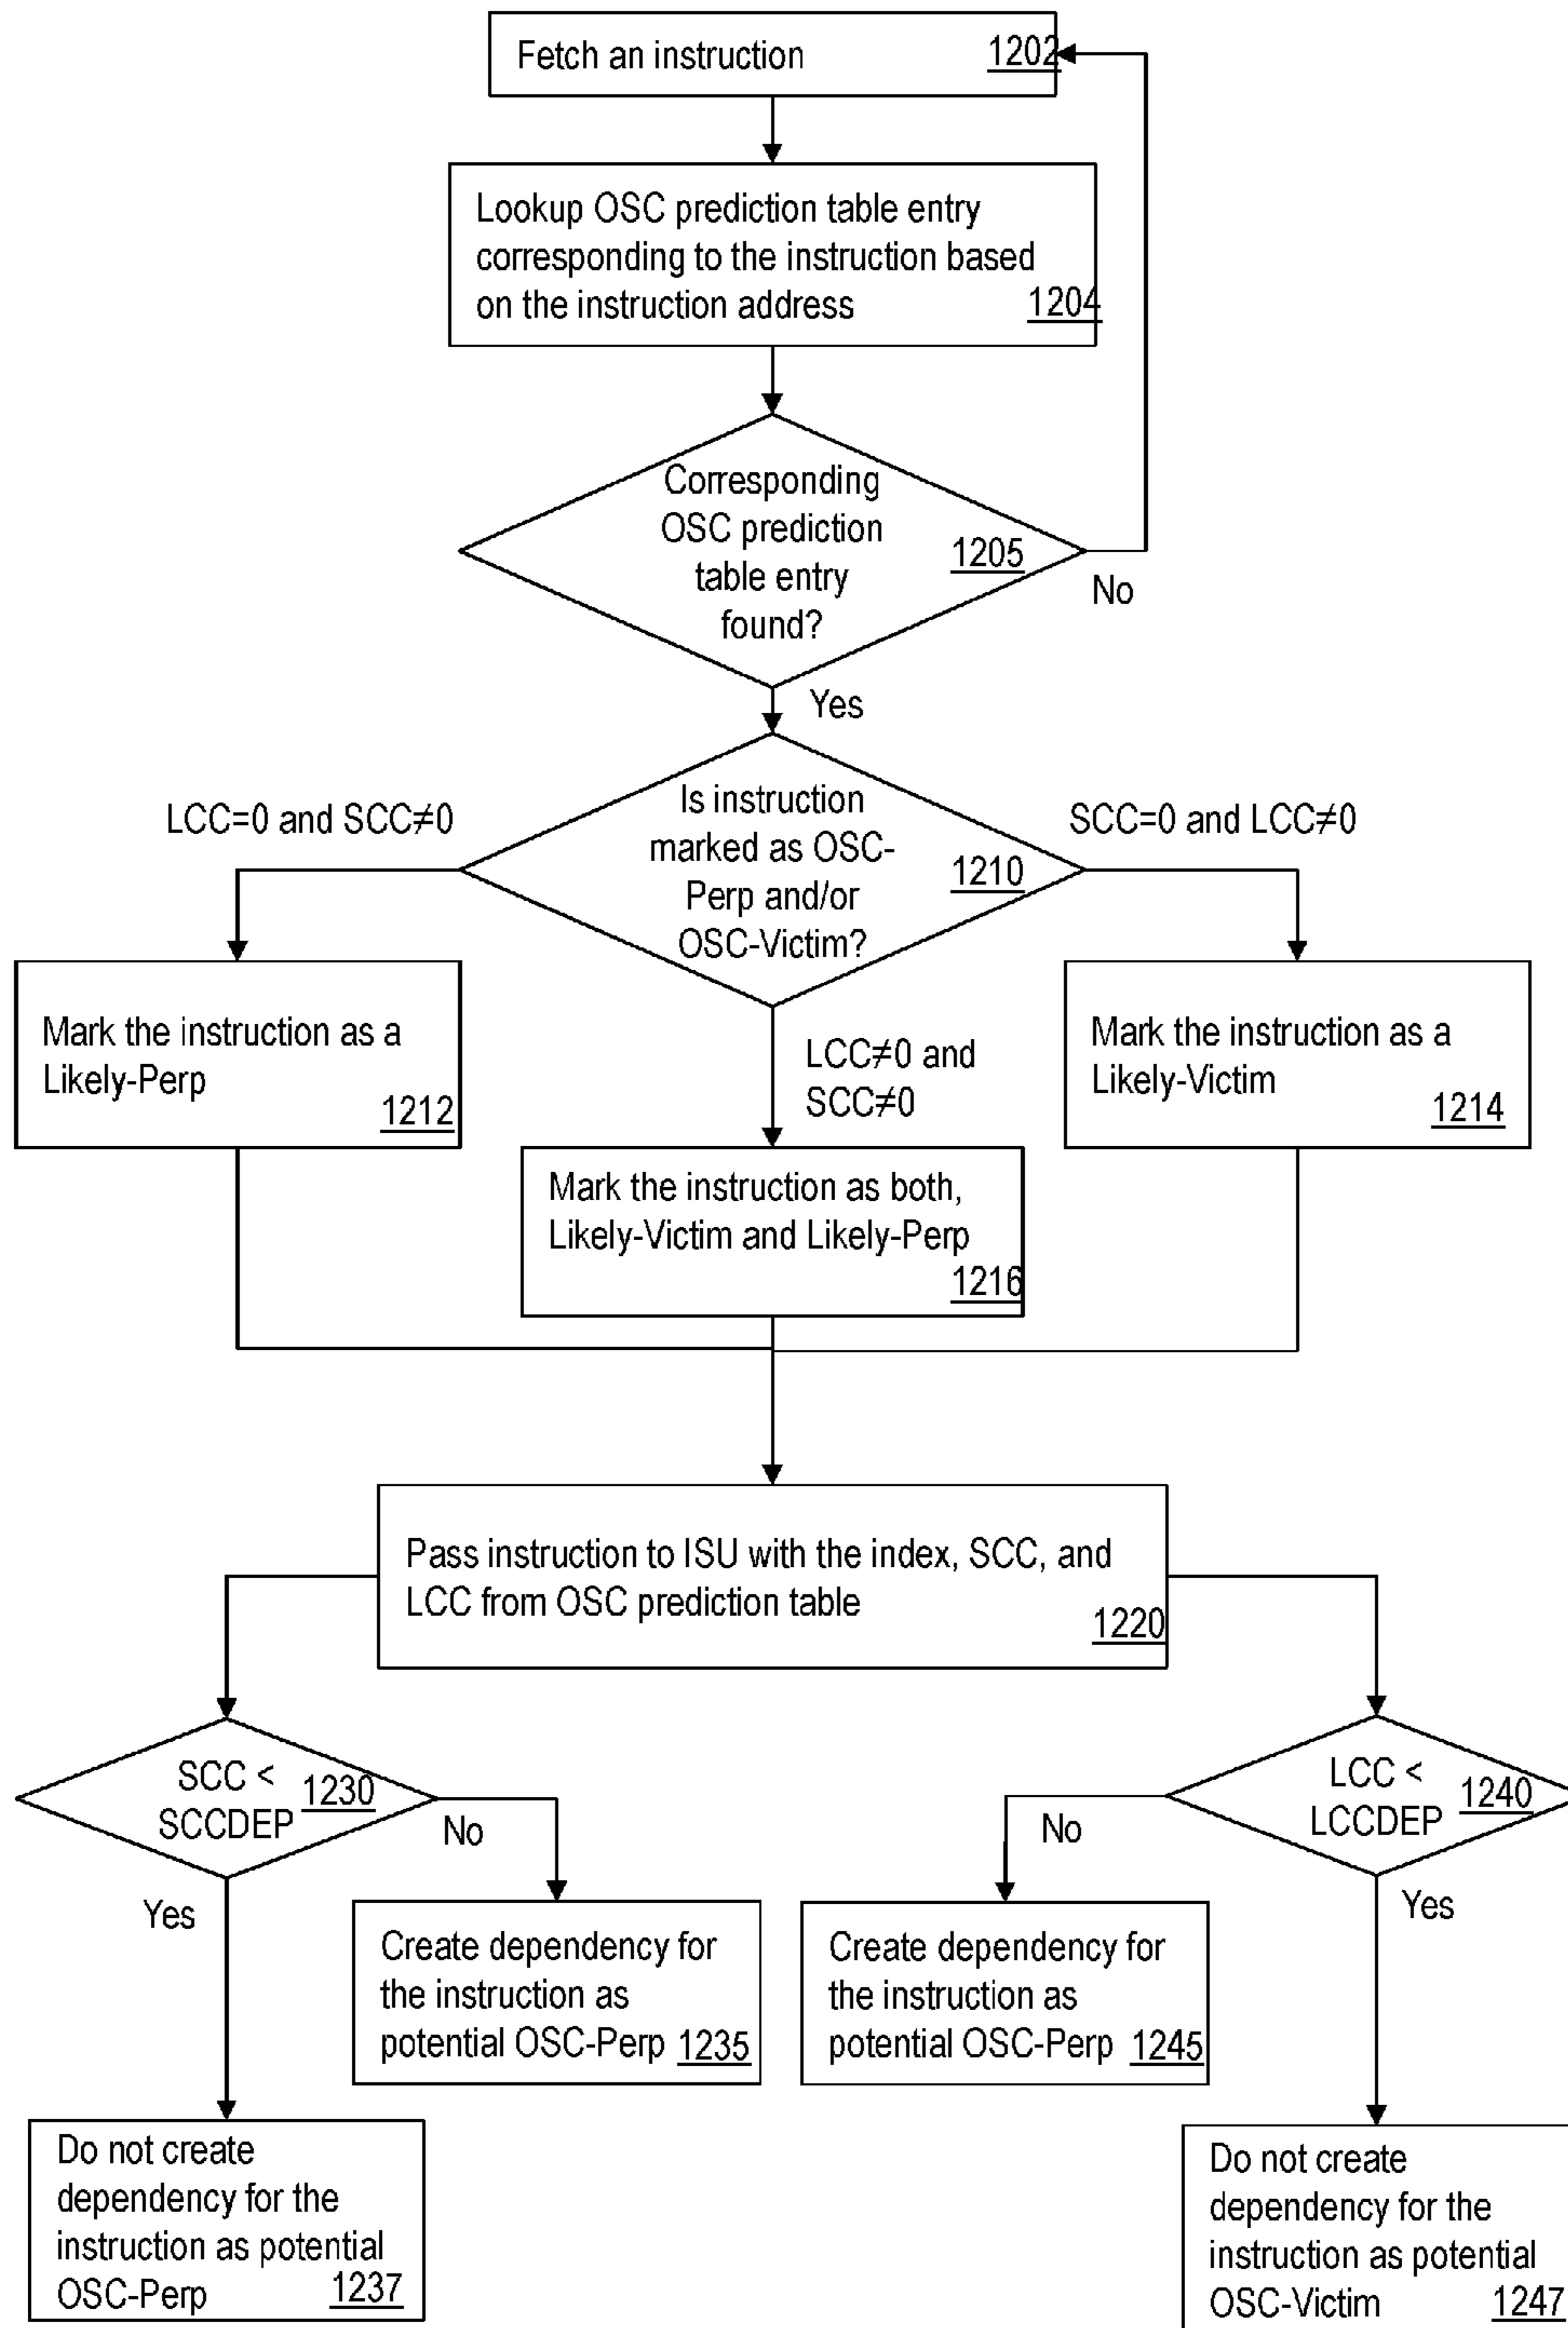 Fetch an instruction 1202
Lookup OSC prediction table entry
corresponding to the instruction based
on the instruction address 1204
Corresponding
OSC prediction
table entry
found?
1205
No
Yes
LCC=0 and SCC≠0
Is instruction
marked as OSC-
Perp and/or
OSC-Victim?
1210
SCC=0 and LCC≠0
Mark the instruction as a
Likely-Perp
1212
LCC≠0 and
SCC≠0
Mark the instruction as a
Likely-Victim
1214
Mark the instruction as both,
Likely-Victim and Likely-Perp
1216
Pass instruction to ISU with the index, SCC, and
LCC from OSC prediction table
1220
SCC <
SCCDEP
1230
No
Yes
LCC <
LCCDEP
1240
No
Yes
Create dependency for
the instruction as
potential OSC-Perp 1235
Create dependency for
the instruction as
potential OSC-Perp 1245
Do not create
dependency for the
instruction as potential
OSC-Perp 1237
Do not create
dependency for the
instruction as potential
OSC-Victim 1247